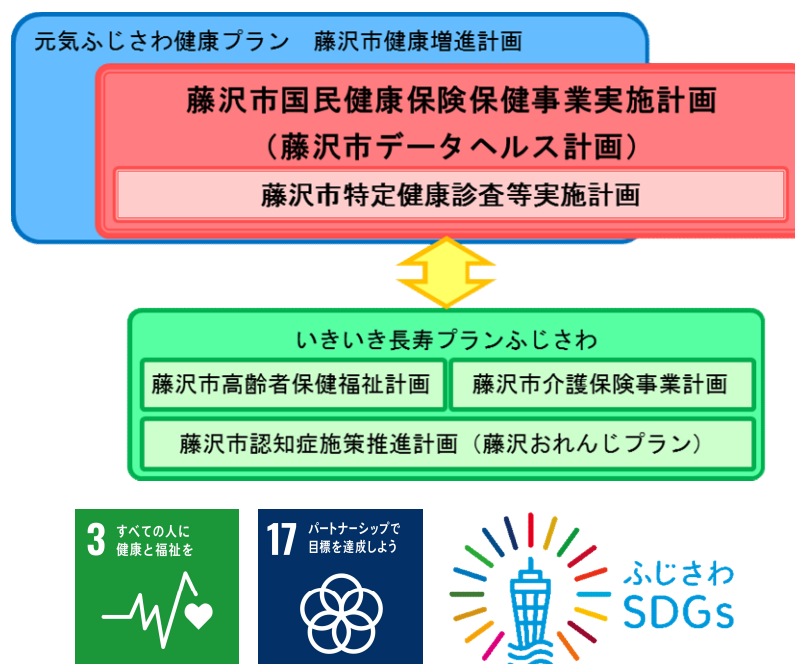 元気ふじさわ健康プラン　藤沢市健康増進計画
藤沢市国民健康保険保健事業実施計画
（藤沢市データヘルス計画）
藤沢市特定健康診査等実施計画
いきいき長寿プランふじさわ
藤沢市高齢者保健福祉計画
藤沢市介護保険事業計画
藤沢市認知症施策推進計画（藤沢おれんじプラン）
3 すべての人に
健康と福祉を
17 パートナーシップで
目標を達成しよう
ふじさわ
SDGs